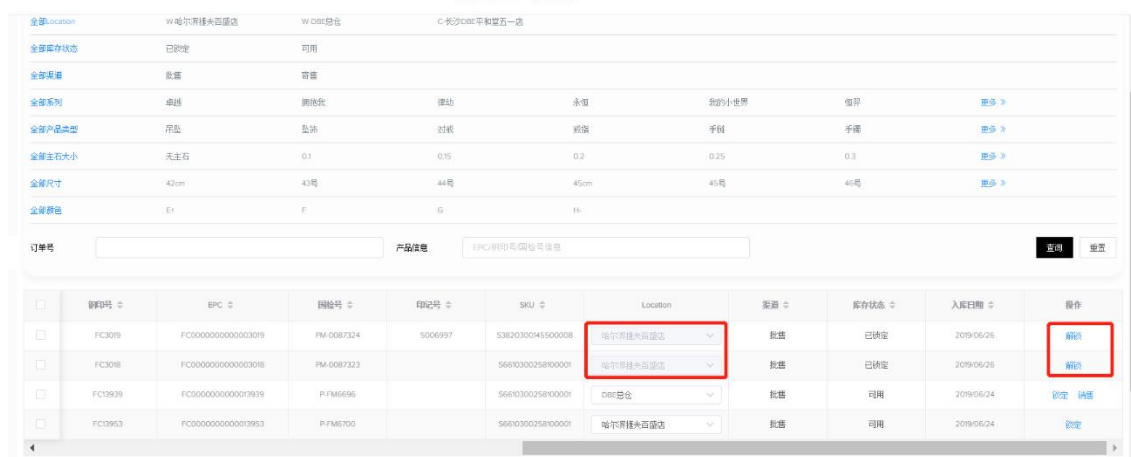 全部Location W-哈尔滨捷夫百盛店 W-DBE总仓 C-长沙DBE平和堂五一店
全部库存状态 已锁定 可用
全部渠道 批售 寄售
全部系列 卓越 拥抱我 律动 永恒 我的小世界 恒羿 更多 》
全部产品类型 吊坠 坠饰 对戒 戒指 手镯 手镯 更多 》
全部主石大小 无主石 0.1 0.15 0.2 0.25 0.3 更多 》
全部尺寸 42cm 43号 44号 45cm 45号 46号 更多 》
全部颜色 E+ F G H-
订单号 产品信息 EPC/钢印号/国检号信息 查询 重置
钢印号 EPC 国检号 印记号 SKU Location 渠道 库存状态 入库日期 操作
FC3019 FC0000000000003019 PM-0087324 S006997 S3820300145500008 哈尔滨捷夫百盛店 批售 已锁定 2019/06/26 解锁
FC3018 FC0000000000003018 PM-0087323 S6610300258100001 哈尔滨捷夫百盛店 批售 已锁定 2019/06/26 解锁
FC13939 FC0000000000013939 P-FM6696 S6610300258100001 DBE总仓 批售 可用 2019/06/24 锁定 销售
FC13953 FC0000000000013953 P-FM6700 S6610300258100001 哈尔滨捷夫百盛店 批售 可用 2019/06/24 锁定